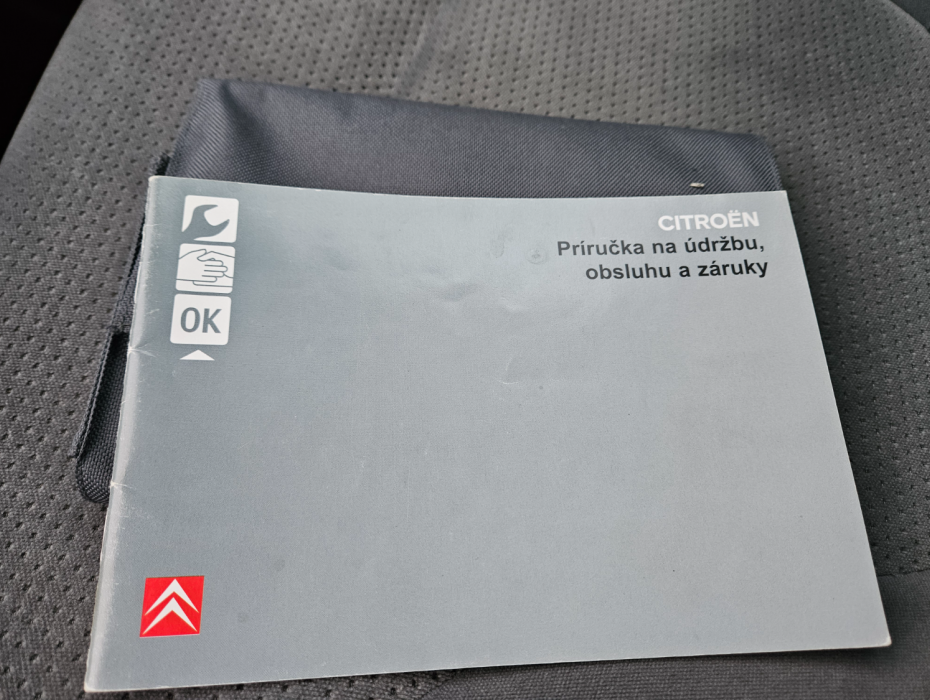 CITROËN
Príručka na údržbu,
obsluhu a záruky
OK